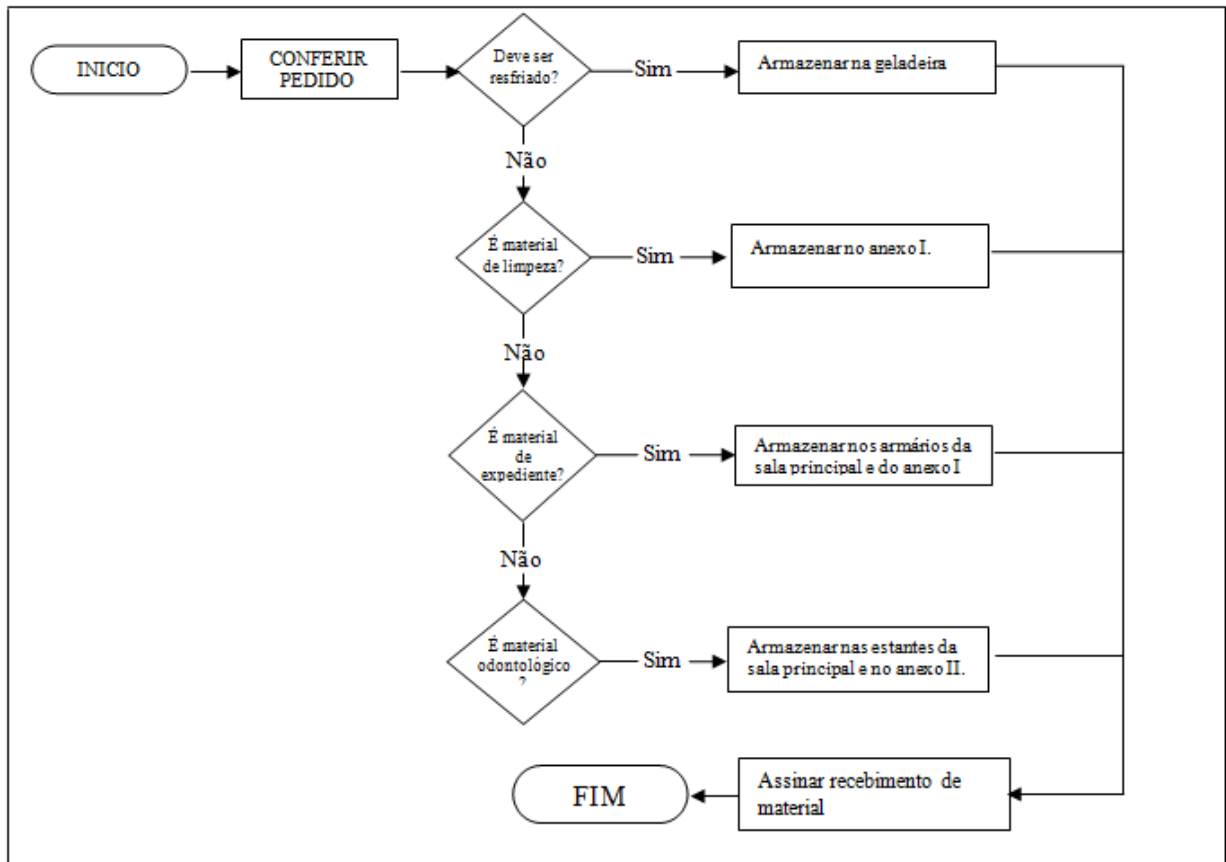 INICIO
CONFERIR
PEDIDO
Deve ser
resfriado?
Sim
Armazenar na geladeira
Não
É material
de limpeza?
Sim
Armazenar no anexo I.
Não
É material
de
expediente?
Sim
Armazenar nos armários da
sala principal e do anexo I
Não
É material
odontológico
?
Sim
Armazenar nas estantes da
sala principal e no anexo II.
FIM
Assinar recebimento de
material